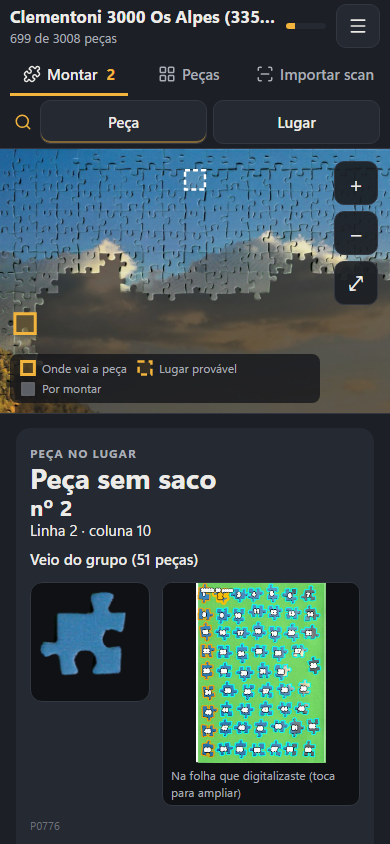 Clementoni 3000 Os Alpes (335...
699 de 3008 peças
Montar 2
Peças
Importar scan
Peça
Lugar
+
−
Onde vai a peça
Lugar provável
Por montar
PEÇA NO LUGAR
Peça sem saco
nº 2
Linha 2 · coluna 10
Veio do grupo (51 peças)
Na folha que digitalizaste (toca
para ampliar)
P0776